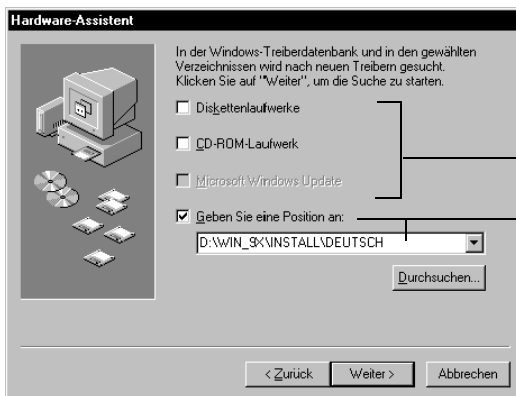 Hardware-Assistent
In der Windows-Treiberdatenbank und in den gewählten
Verzeichnissen wird nach neuen Treibern gesucht.
Klicken Sie auf "Weiter", um die Suche zu starten.
Diskettenlaufwerke
CD-ROM-Laufwerk
Microsoft Windows Update
Geben Sie eine Position an:
D:\WIN_9X\INSTALL\DEUTSCH
Durchsuchen...
< Zurück Weiter > Abbrechen